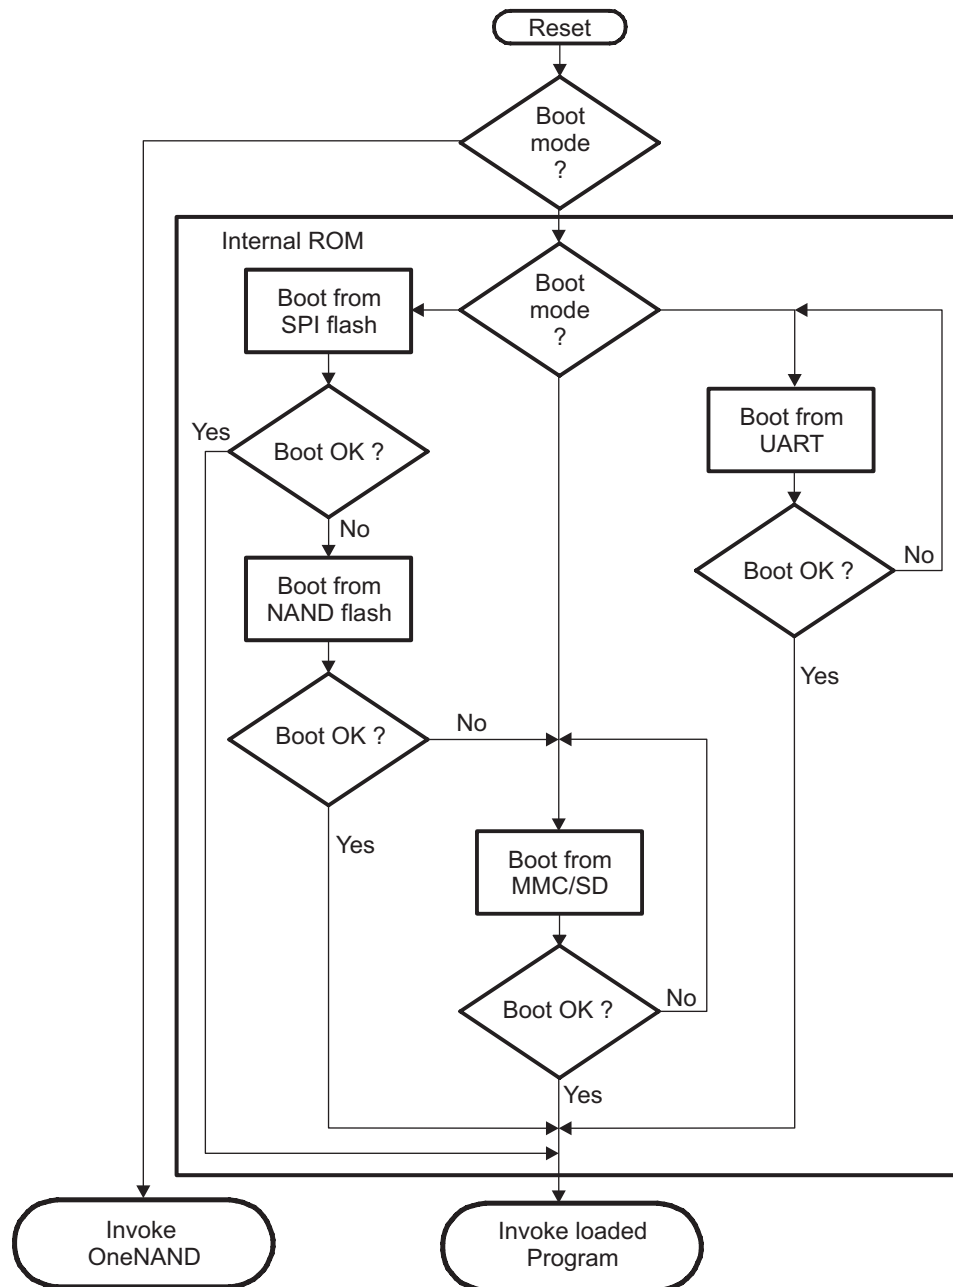 Reset
Boot
mode
?
Internal ROM
Boot
mode
?
Boot from
SPI flash
Boot from
UART
Yes
Boot OK ?
No
Boot OK ?
No
Boot from
NAND flash
Yes
Boot OK ?
No
Yes
Boot from
MMC/SD
Boot OK ?
No
Yes
Invoke
OneNAND
Invoke loaded
Program